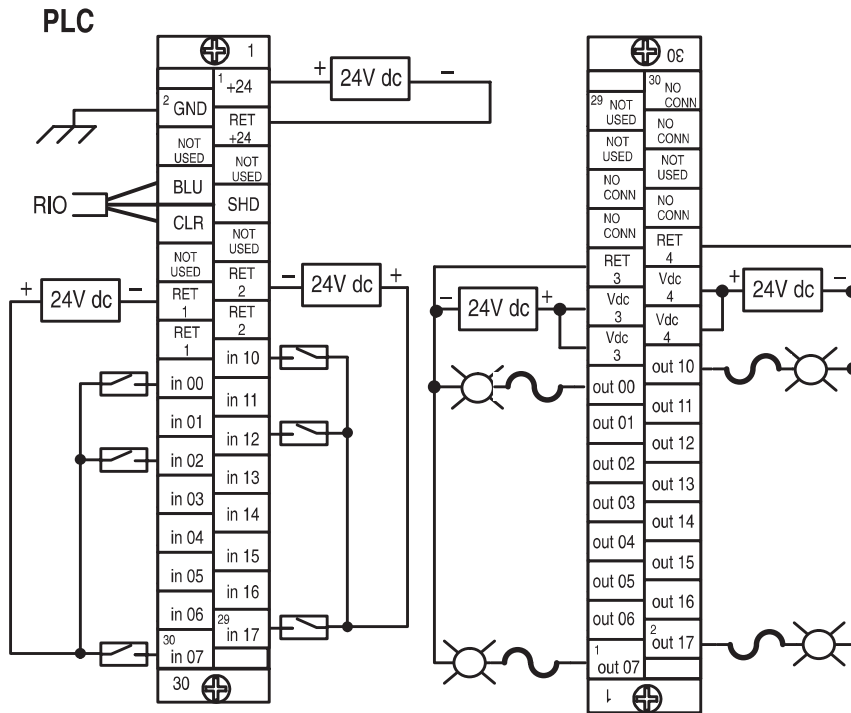 PLC
1
1 +24
+ 24V dc −
2 GND
RET +24
NOT USED
NOT USED
RIO
BLU
SHD
CLR
NOT USED
NOT USED
RET 2
− 24V dc +
+ 24V dc −
RET 1
RET 2
RET 1
in 10
in 00
in 11
in 01
in 12
in 02
in 13
in 03
in 14
in 04
in 15
in 05
in 16
in 06
29 in 17
30 in 07
30
30
30 NO CONN
29 NOT USED
NO CONN
NOT USED
NOT USED
NO CONN
NO CONN
NO CONN
RET 4
RET 3
Vdc 4
+ 24V dc −
− 24V dc +
Vdc 3
Vdc 4
Vdc 3
out 10
out 00
out 11
out 01
out 12
out 02
out 13
out 03
out 14
out 04
out 15
out 05
out 16
out 06
2 out 17
1 out 07
1